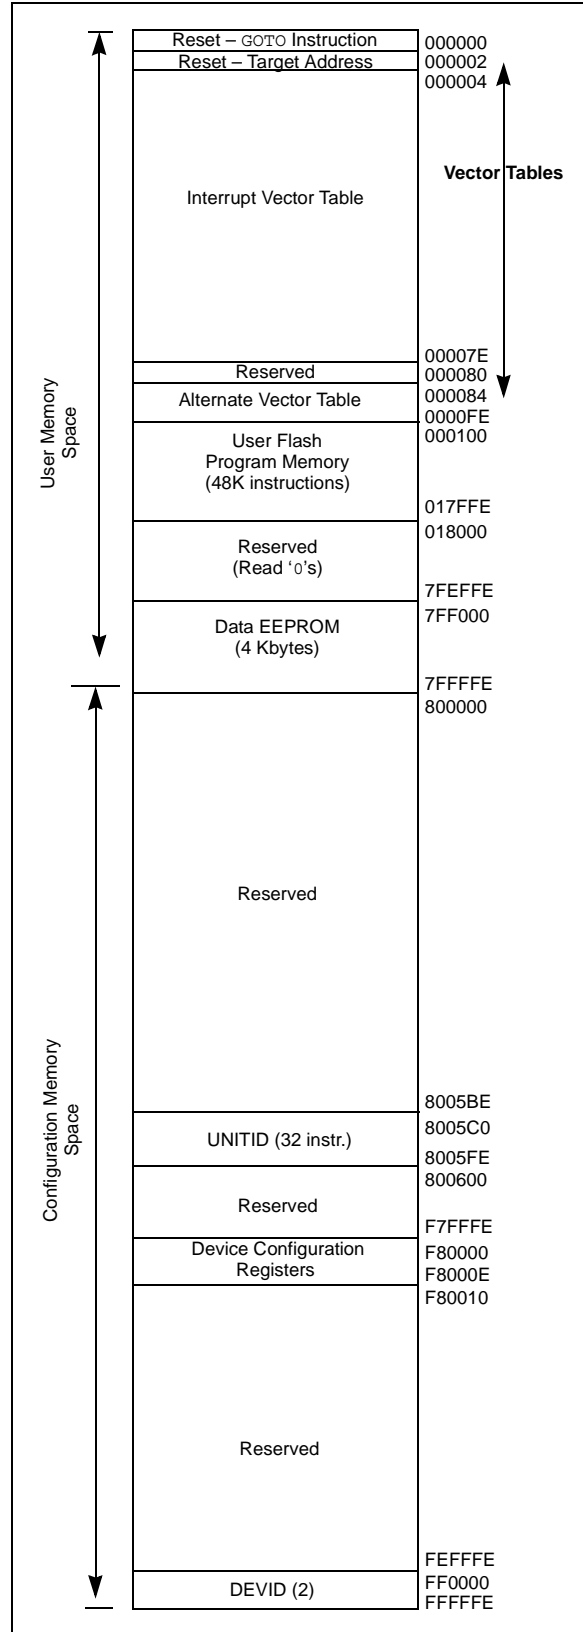 Reset – GOTO Instruction
000000
Reset – Target Address
000002
000004
Vector Tables
Interrupt Vector Table
00007E
Reserved
000080
Alternate Vector Table
000084
0000FE
User Memory
Space
User Flash
Program Memory
(48K instructions)
000100
017FFE
018000
Reserved
(Read ‘0’s)
7FEFFE
7FF000
Data EEPROM
(4 Kbytes)
7FFFFE
800000
Reserved
Configuration Memory
Space
8005BE
8005C0
UNITID (32 instr.)
8005FE
800600
Reserved
F7FFFE
Device Configuration
Registers
F80000
F8000E
F80010
Reserved
FEFFFE
FF0000
DEVID (2)
FFFFFE